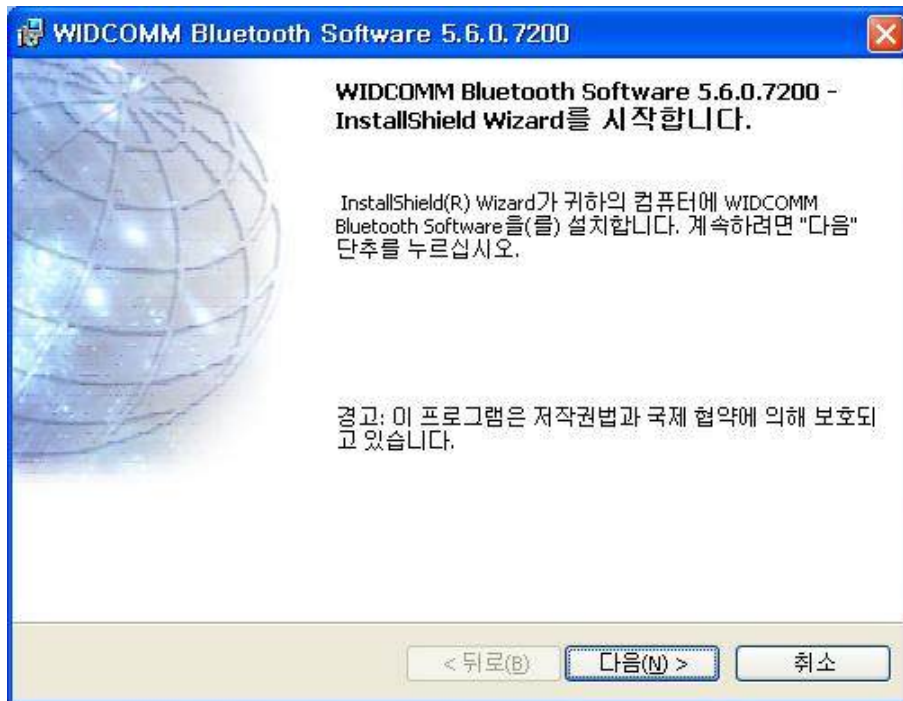 WIDCOMM Bluetooth Software 5.6.0.7200
WIDCOMM Bluetooth Software 5.6.0.7200 -
InstallShield Wizard를 시작합니다.
InstallShield(R) Wizard가 귀하의 컴퓨터에 WIDCOMM
Bluetooth Software을(를) 설치합니다. 계속하려면 "다음"
단추를 누르십시오.
경고: 이 프로그램은 저작권법과 국제 협약에 의해 보호되
고 있습니다.
< 뒤로(B) 다음(N) > 취소